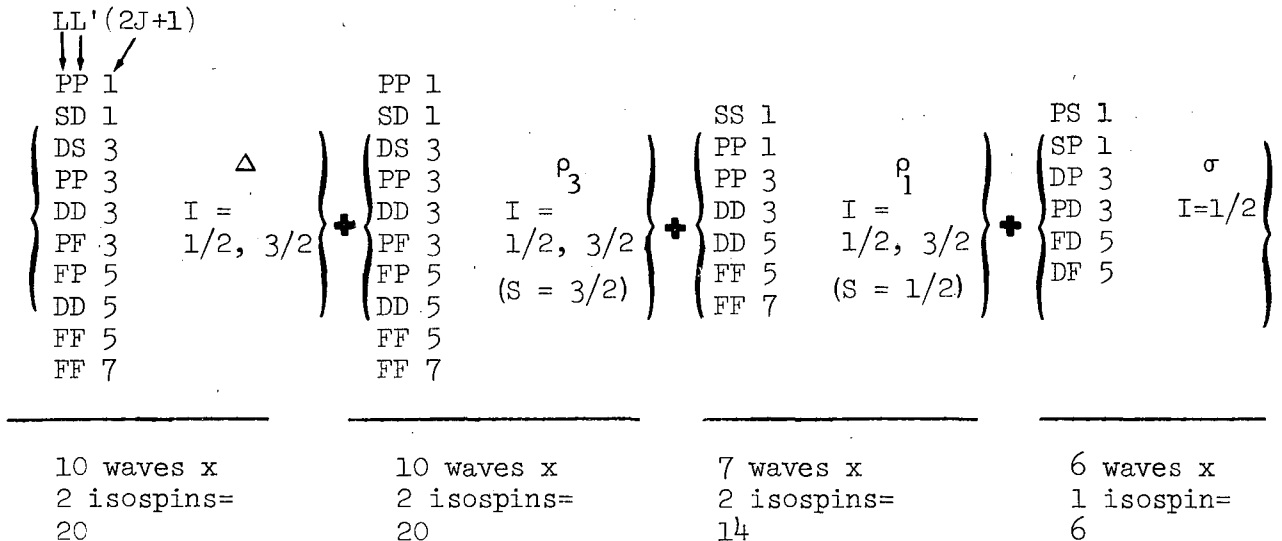 LL'(2J+1)
PP 1
SD 1
DS 3
PP 3
DD 3
PF 3
FP 5
DD 5
FF 5
FF 7
Δ
I =
1/2, 3/2
+
PP 1
SD 1
DS 3
PP 3
DD 3
PF 3
FP 5
DD 5
FF 5
FF 7
ρ3
I =
1/2, 3/2
(S = 3/2)
+
SS 1
PP 1
PP 3
DD 3
DD 5
FF 5
FF 7
ρ1
I =
1/2, 3/2
(S = 1/2)
+
PS 1
SP 1
DP 3
PD 3
FD 5
DF 5
σ
I=1/2
10 waves x
2 isospins=
20
10 waves x
2 isospins=
20
7 waves x
2 isospins=
14
6 waves x
1 isospin=
6